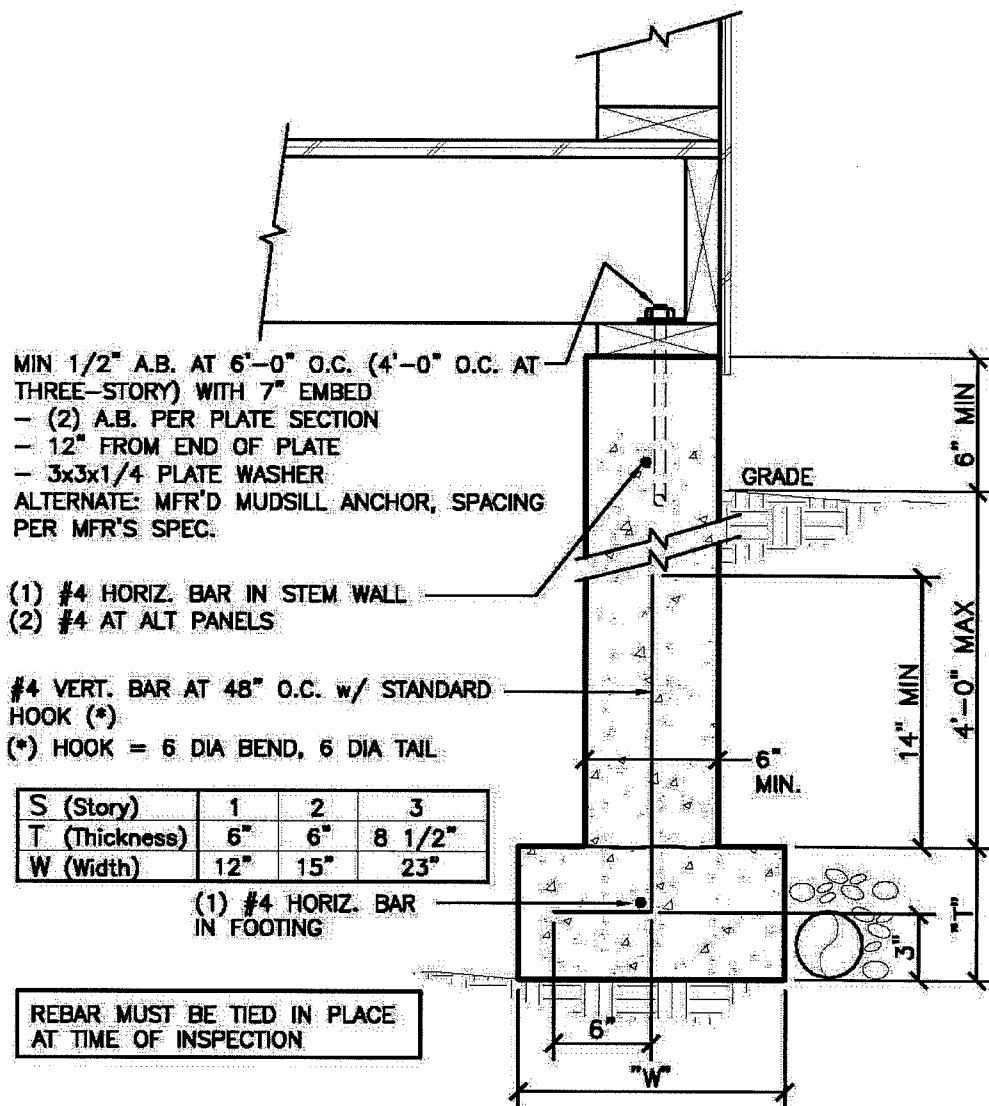 MIN 1/2" A.B. AT 6'-0" O.C. (4'-0" O.C. AT
THREE-STORY) WITH 7" EMBED
- (2) A.B. PER PLATE SECTION
- 12" FROM END OF PLATE
- 3x3x1/4 PLATE WASHER
ALTERNATE: MFR'D MUDSILL ANCHOR, SPACING
PER MFR'S SPEC.
6" MIN
GRADE
(1) #4 HORIZ. BAR IN STEM WALL
(2) #4 AT ALT PANELS
14" MIN
4'-0" MAX
#4 VERT. BAR AT 48" O.C. w/ STANDARD
HOOK (*)
(*) HOOK = 6 DIA BEND, 6 DIA TAIL
6"
MIN.
S (Story) 1 2 3
T (Thickness) 6" 6" 8 1/2"
W (Width) 12" 15" 23"
(1) #4 HORIZ. BAR
IN FOOTING
3"
"T"
REBAR MUST BE TIED IN PLACE
AT TIME OF INSPECTION
6"
"W"